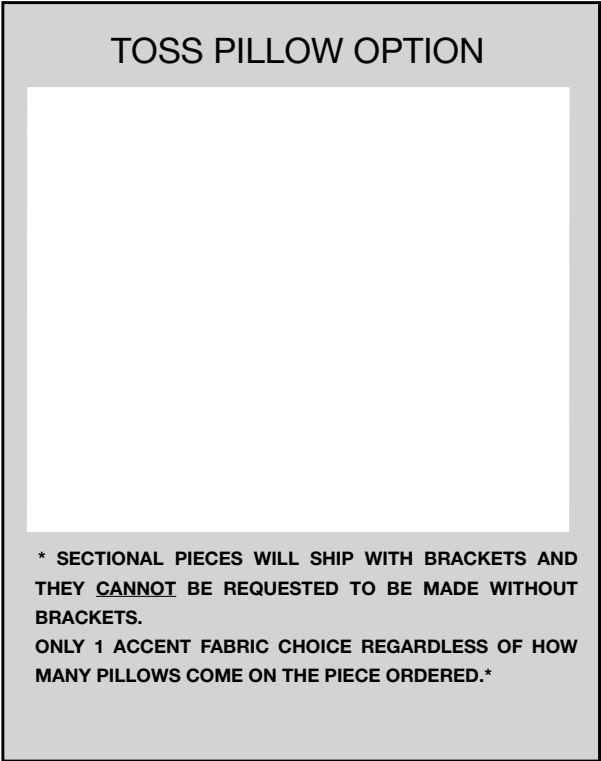 TOSS PILLOW OPTION
* SECTIONAL PIECES WILL SHIP WITH BRACKETS AND
THEY CANNOT BE REQUESTED TO BE MADE WITHOUT
BRACKETS.
ONLY 1 ACCENT FABRIC CHOICE REGARDLESS OF HOW
MANY PILLOWS COME ON THE PIECE ORDERED.*